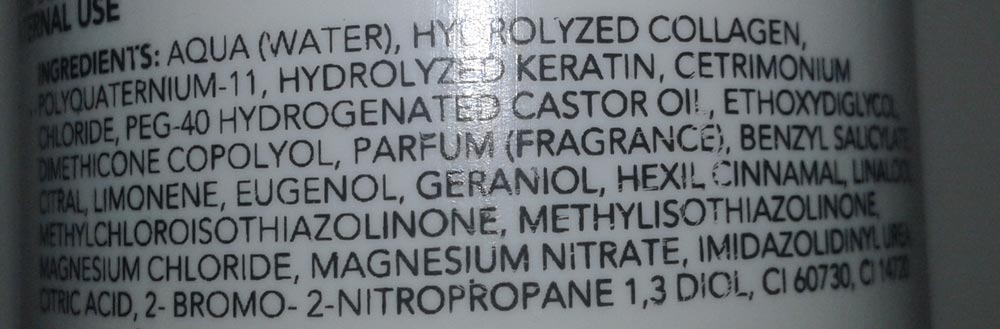 USE
INGREDIENTS: AQUA (WATER), HYDROLYZED COLLAGEN,
POLYQUATERNIUM-11, HYDROLYZED KERATIN, CETRIMONIUM
CHLORIDE, PEG-40 HYDROGENATED CASTOR OIL, ETHOXYDIGLYCOL
DIMETHICONE COPOLYOL, PARFUM (FRAGRANCE), BENZYL SALICYLATE
CITRAL, LIMONENE, EUGENOL, GERANIOL, HEXIL CINNAMAL, LINALOOL
METHYLCHLOROISOTHIAZOLINONE, METHYLISOTHIAZOLINONE,
MAGNESIUM CHLORIDE, MAGNESIUM NITRATE, IMIDAZOLIDINYL UREA
CITRIC ACID, 2- BROMO- 2-NITROPROPANE 1,3 DIOL, CI 60730, CI 14720